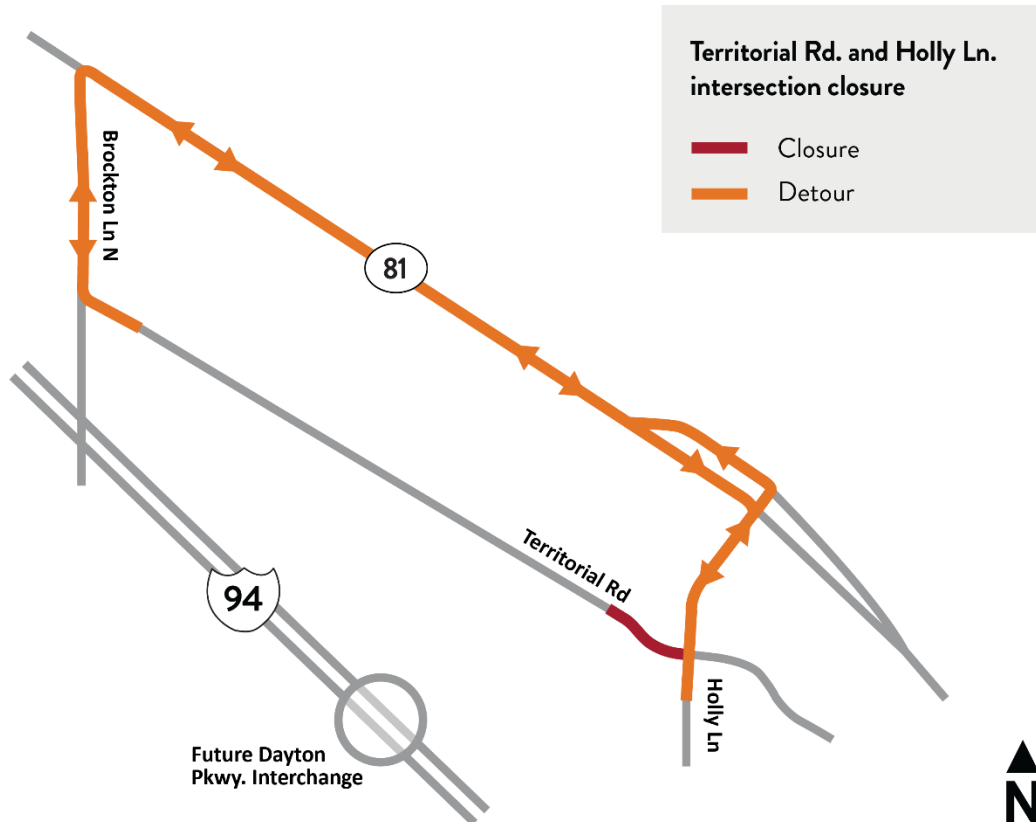 Territorial Rd. and Holly Ln.
intersection closure
Closure
Detour
Brockton Ln N
81
Territorial Rd
94
Holly Ln
Future Dayton
Pkwy. Interchange
N